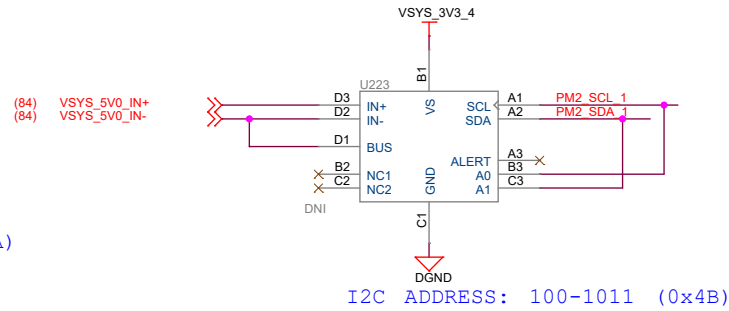 VSYS_3V3_4
B1
U223
(84) VSYS_5V0_IN+ D3 IN+ VS SCL A1 PM2_SCL_1
(84) VSYS_5V0_IN- D2 IN- SDA A2 PM2_SDA_1
D1 BUS
ALERT A3
B2 NC1 A0 B3
C2 NC2 GND A1 C3
DNI
C1
A)
DGND
I2C ADDRESS: 100-1011 (0x4B)